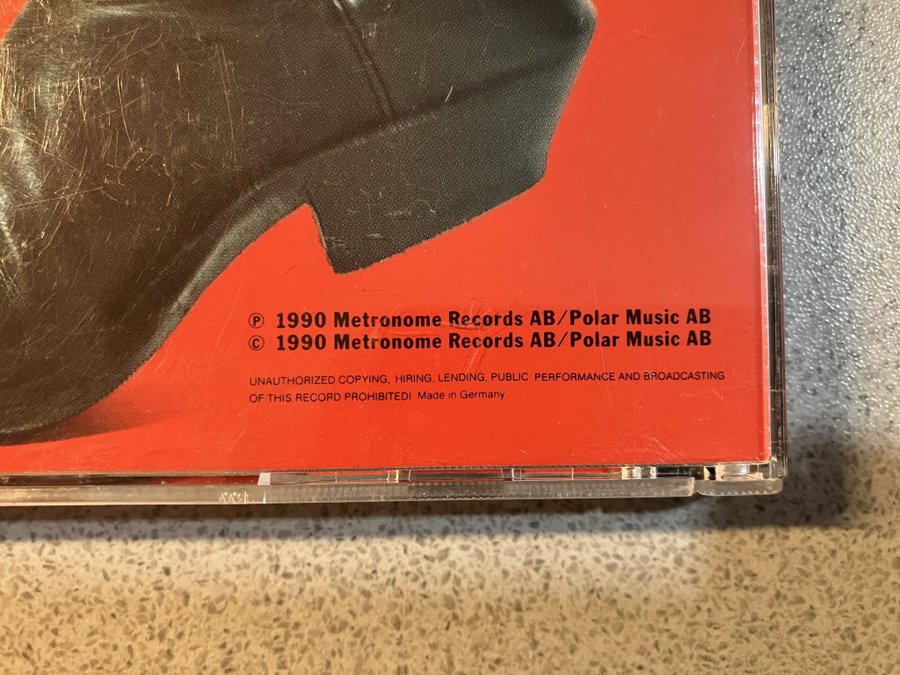 ℗ 1990 Metronome Records AB/Polar Music AB
© 1990 Metronome Records AB/Polar Music AB
UNAUTHORIZED COPYING, HIRING, LENDING, PUBLIC PERFORMANCE AND BROADCASTING
OF THIS RECORD PROHIBITED! Made in Germany